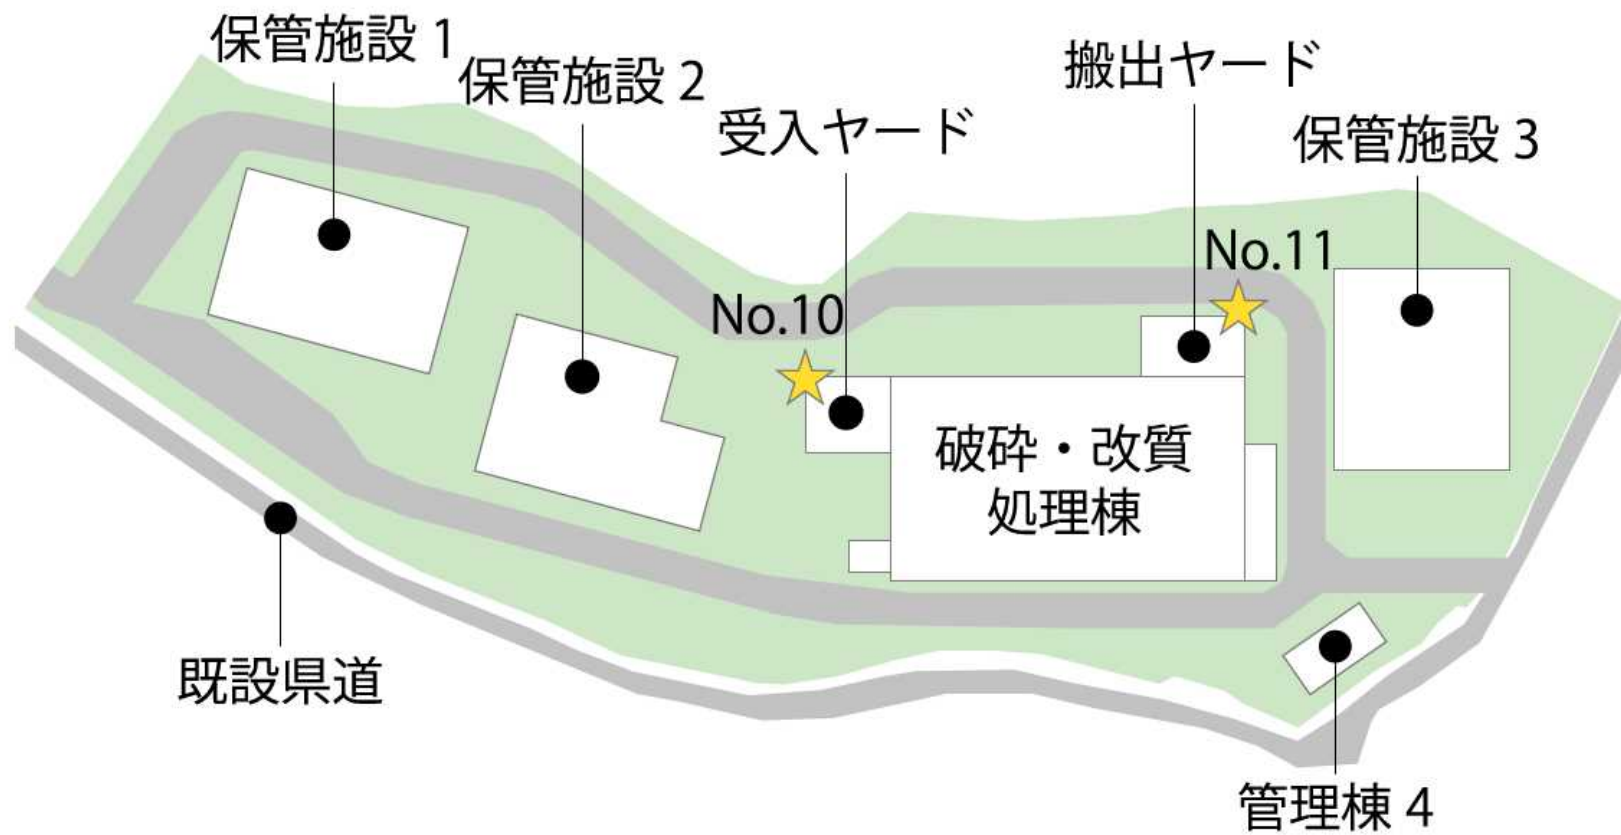 保管施設 1
保管施設 2
受入ヤード
搬出ヤード
保管施設 3
No.10
No.11
破砕・改質
処理棟
既設県道
管理棟 4